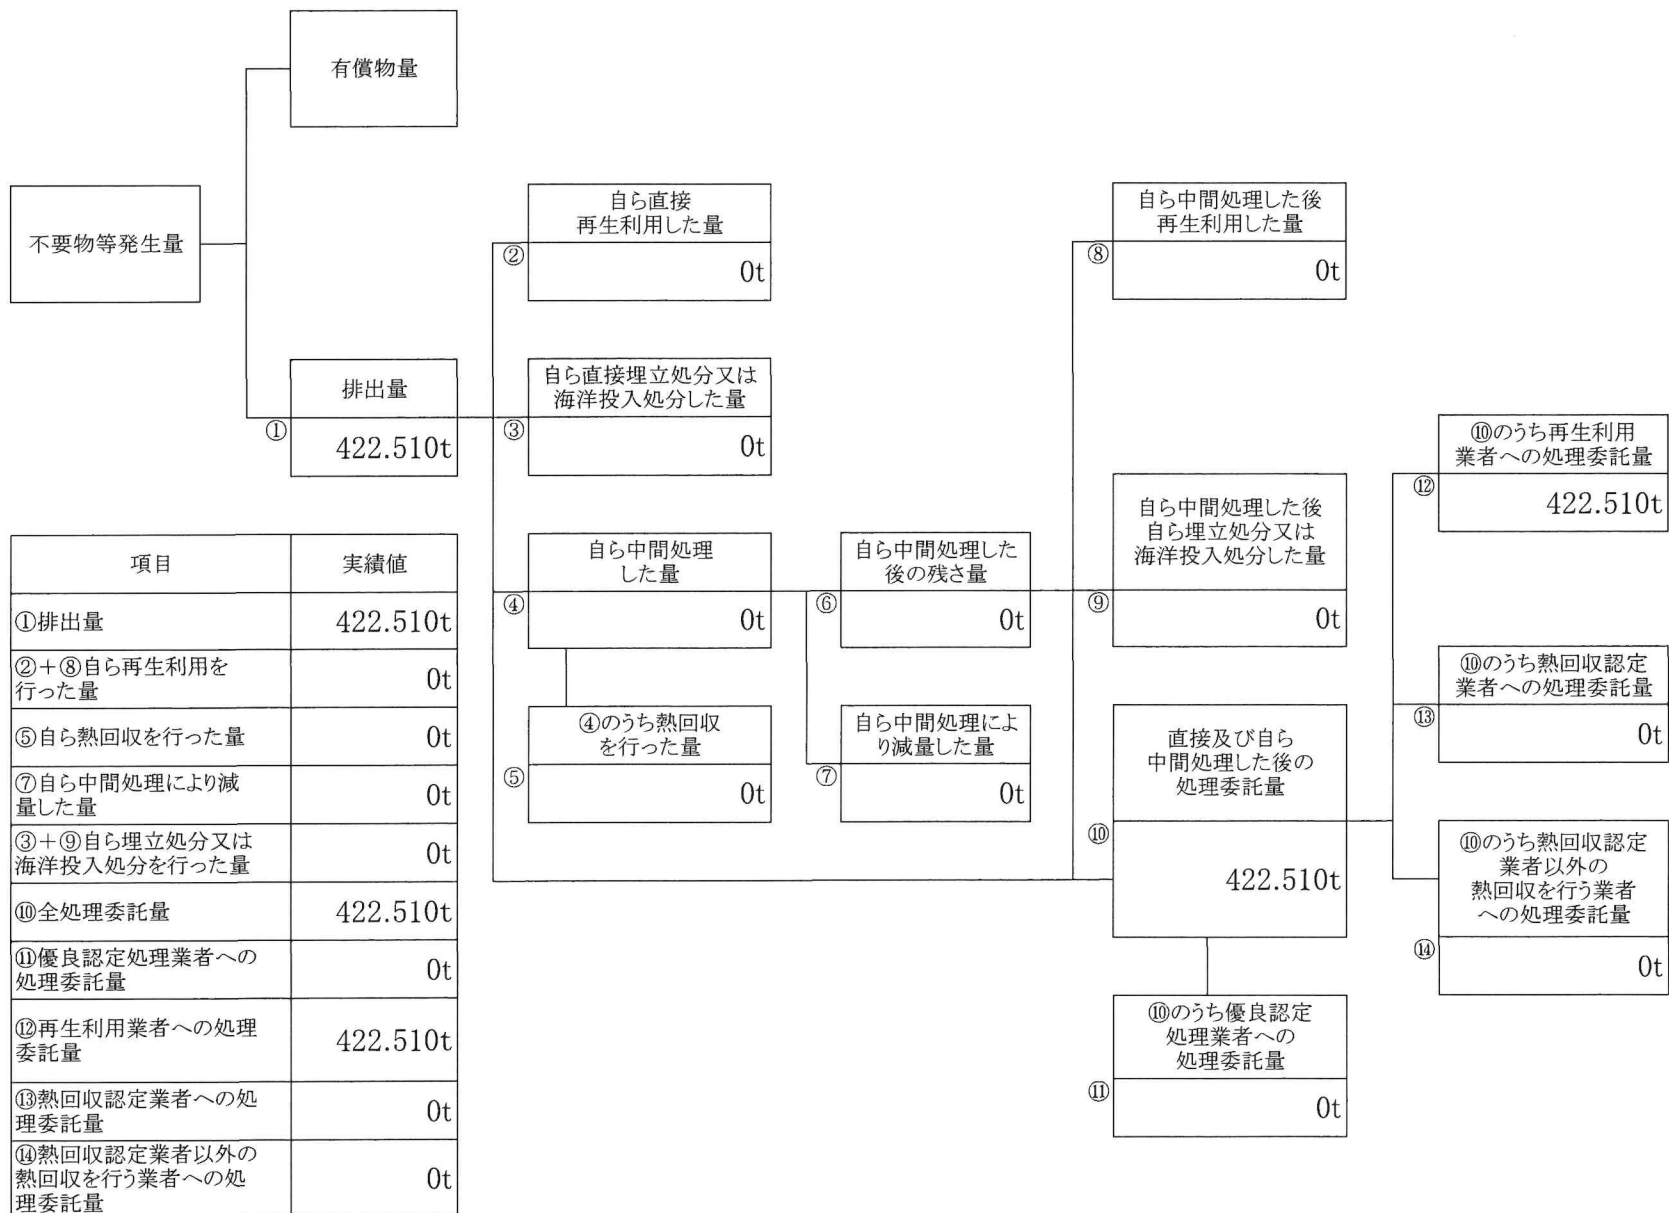 有償物量
不要物等発生量
排出量
①
422.510t
自ら直接
再生利用した量
②
0t
自ら直接埋立処分又は
海洋投入処分した量
③
0t
自ら中間処理
した量
④
0t
④のうち熱回収
を行った量
⑤
0t
自ら中間処理した
後の残さ量
⑥
0t
自ら中間処理によ
り減量した量
⑦
0t
自ら中間処理した後
再生利用した量
⑧
0t
自ら中間処理した後
自ら埋立処分又は
海洋投入処分した量
⑨
0t
直接及び自ら
中間処理した後の
処理委託量
⑩
422.510t
⑩のうち優良認定
処理業者への
処理委託量
⑪
0t
⑩のうち再生利用
業者への処理委託量
⑫
422.510t
⑩のうち熱回収認定
業者への処理委託量
⑬
0t
⑩のうち熱回収認定
業者以外の
熱回収を行う業者
への処理委託量
⑭
0t
項目 実績値
①排出量 422.510t
②+⑧自ら再生利用を
行った量 0t
⑤自ら熱回収を行った量 0t
⑦自ら中間処理により減
量した量 0t
③+⑨自ら埋立処分又は
海洋投入処分を行った量 0t
⑩全処理委託量 422.510t
⑪優良認定処理業者への
処理委託量 0t
⑫再生利用業者への処理
委託量 422.510t
⑬熱回収認定業者への処
理委託量 0t
⑭熱回収認定業者以外の
熱回収を行う業者への処
理委託量 0t